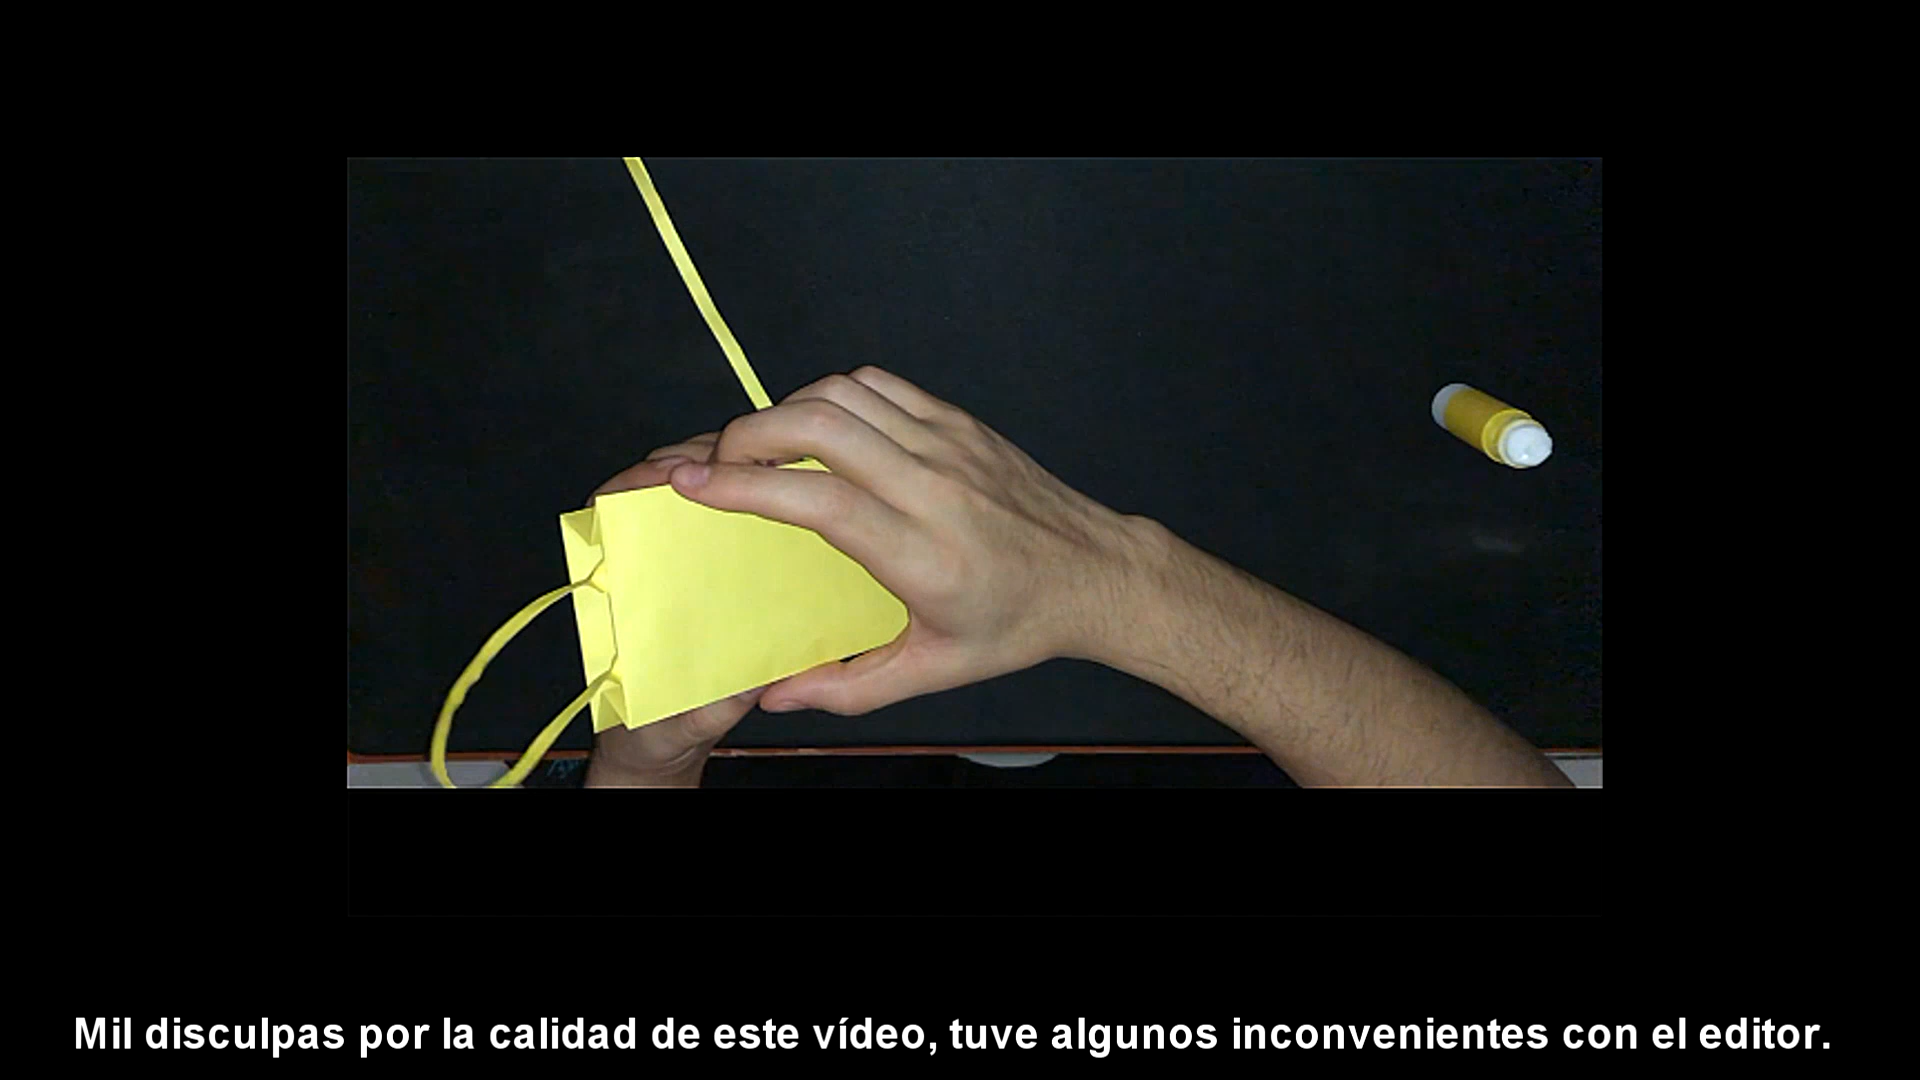 Mil disculpas por la calidad de este vídeo, tuve algunos inconvenientes con el editor.